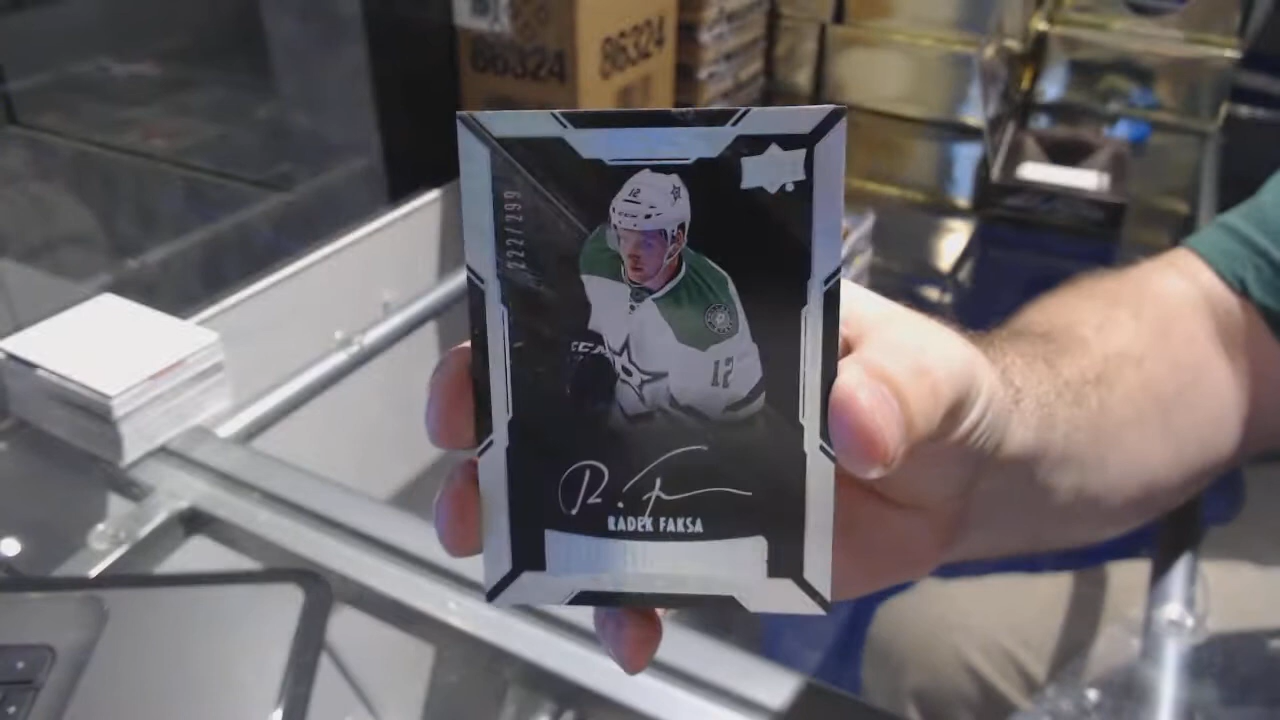 86324
86324
222/299
12
CCM
12
R. F
RADEK FAKSA